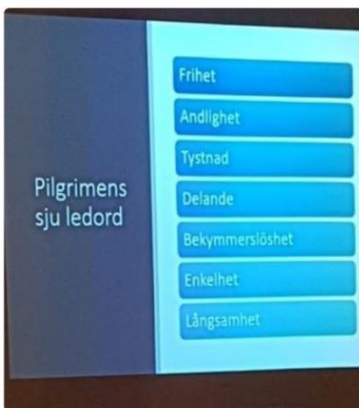 Pilgrimens
sju ledord
Frihet
Andlighet
Tystnad
Delande
Bekymmerslöshet
Enkelhet
Långsamhet